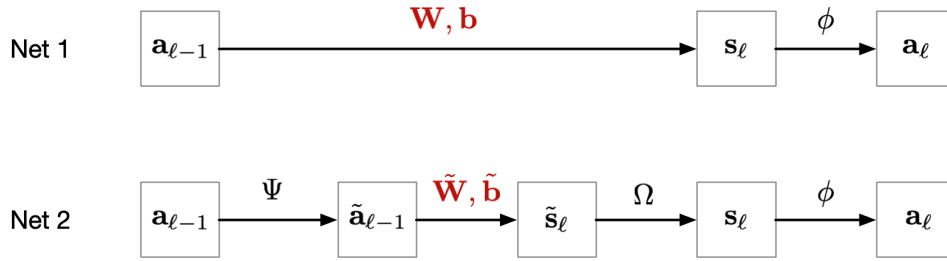 W, b
Net 1 a_{ℓ−1} s_ℓ ϕ a_ℓ
Net 2 a_{ℓ−1} Ψ ã_{ℓ−1} W̃, b̃ s̃_ℓ Ω s_ℓ ϕ a_ℓ